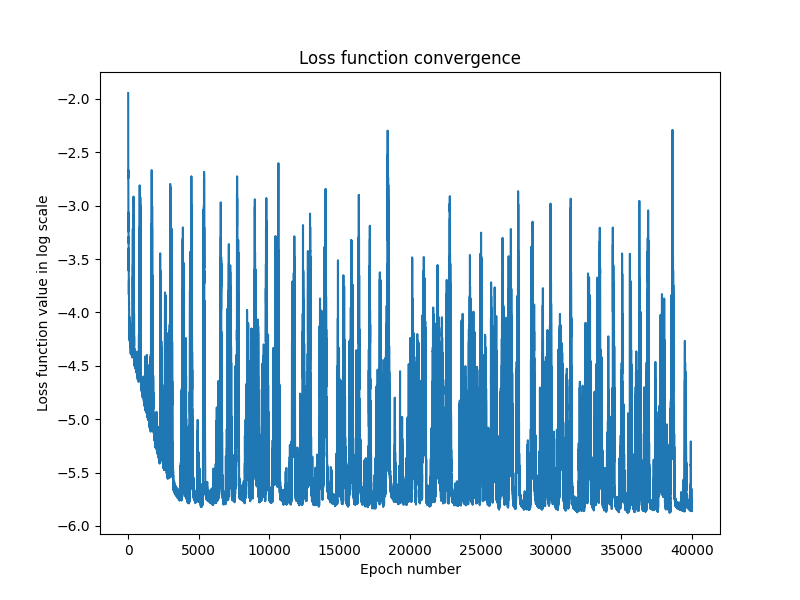 Loss function convergence
Loss function value in log scale
−2.0
−2.5
−3.0
−3.5
−4.0
−4.5
−5.0
−5.5
−6.0
0 5000 10000 15000 20000 25000 30000 35000 40000
Epoch number